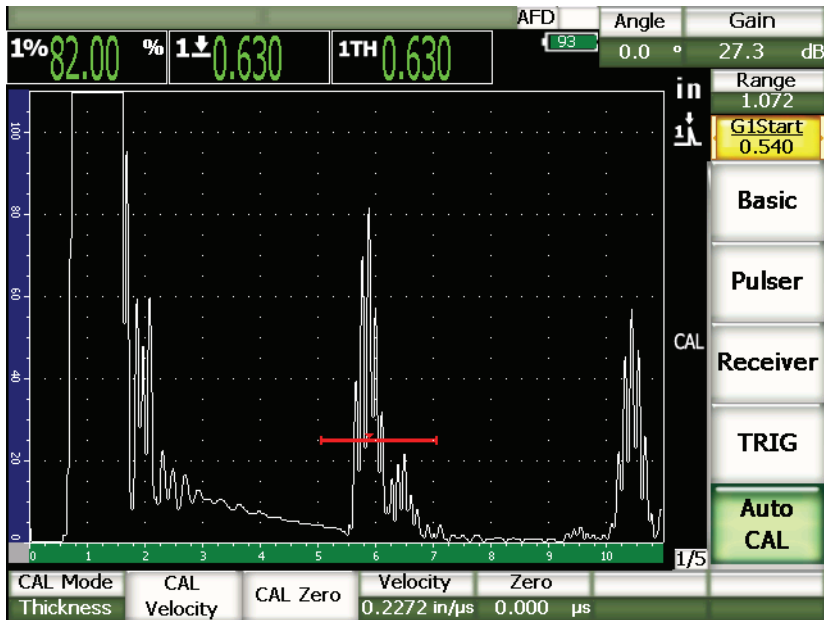 AFD
Angle
Gain
1% 82.00 %
1 0.630
1TH 0.630
93
0.0 °
27.3 dB
in
Range
1.072
1
G1Start
0.540
100
80
60
40
20
0
Basic
Pulser
CAL
Receiver
TRIG
Auto
CAL
0 1 2 3 4 5 6 7 8 9 10
1/5
CAL Mode
Thickness
CAL
Velocity
CAL Zero
Velocity
0.2272 in/µs
Zero
0.000 µs